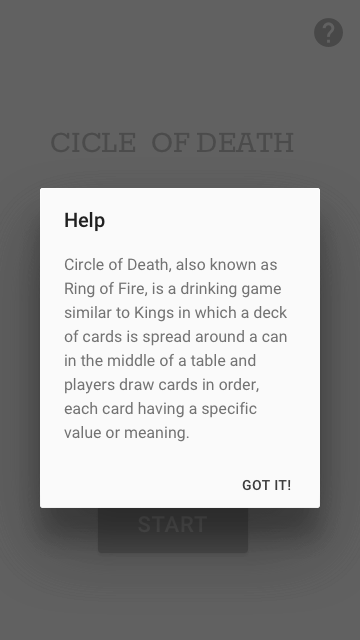 ?
CICLE OF DEATH
Help
Circle of Death, also known as
Ring of Fire, is a drinking game
similar to Kings in which a deck
of cards is spread around a can
in the middle of a table and
players draw cards in order,
each card having a specific
value or meaning.
GOT IT!
START